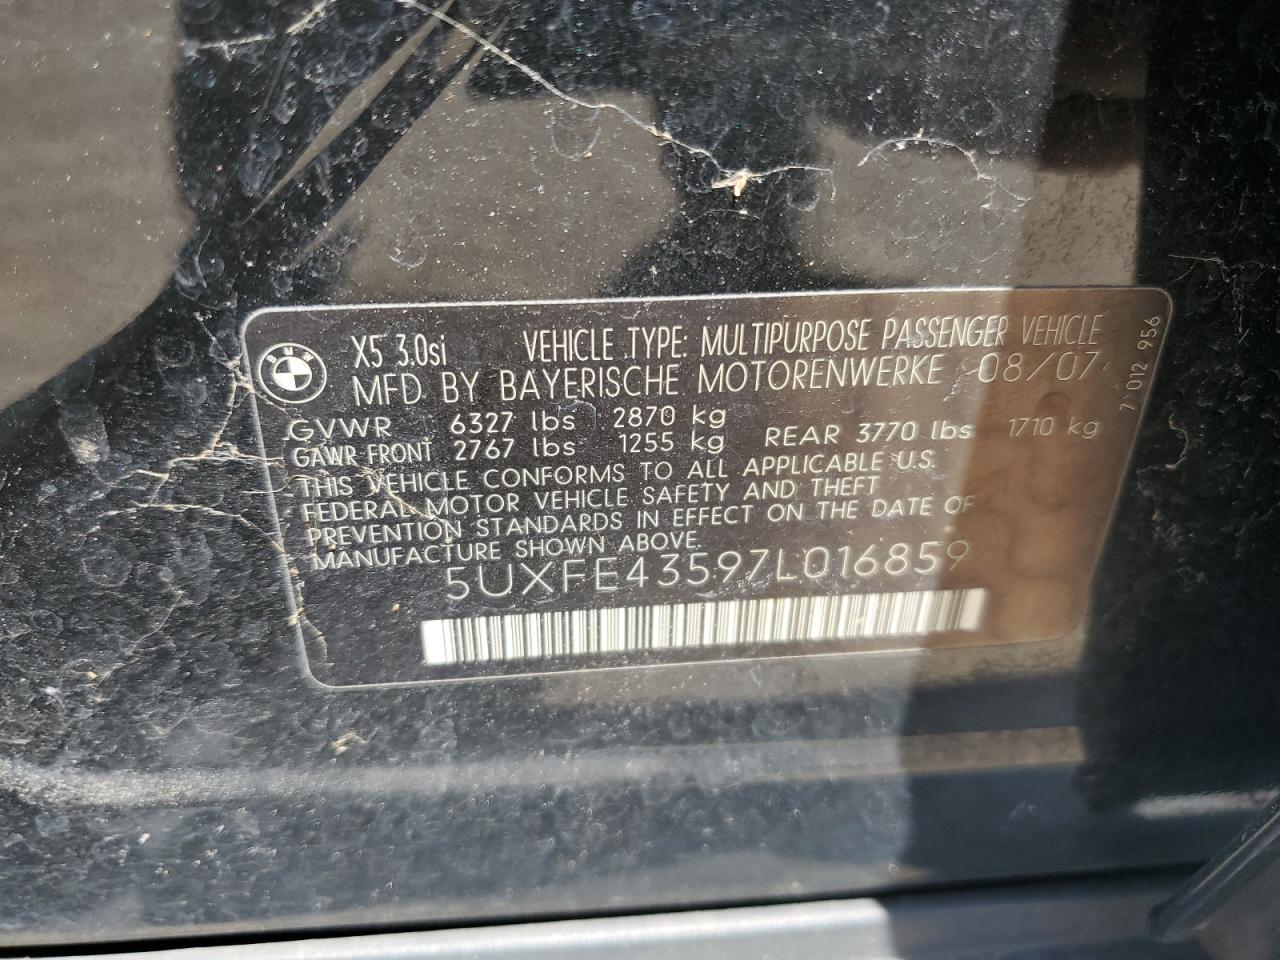 BMW
X5 3.0si VEHICLE TYPE: MULTIPURPOSE PASSENGER VEHICLE
MFD BY BAYERISCHE MOTORENWERKE 08/07
GVWR 6327 lbs 2870 kg
GAWR FRONT 2767 lbs 1255 kg REAR 3770 lbs 1710 kg
THIS VEHICLE CONFORMS TO ALL APPLICABLE U.S.
FEDERAL MOTOR VEHICLE SAFETY AND THEFT
PREVENTION STANDARDS IN EFFECT ON THE DATE OF
MANUFACTURE SHOWN ABOVE.
5UXFE43597L016859
7 012 956